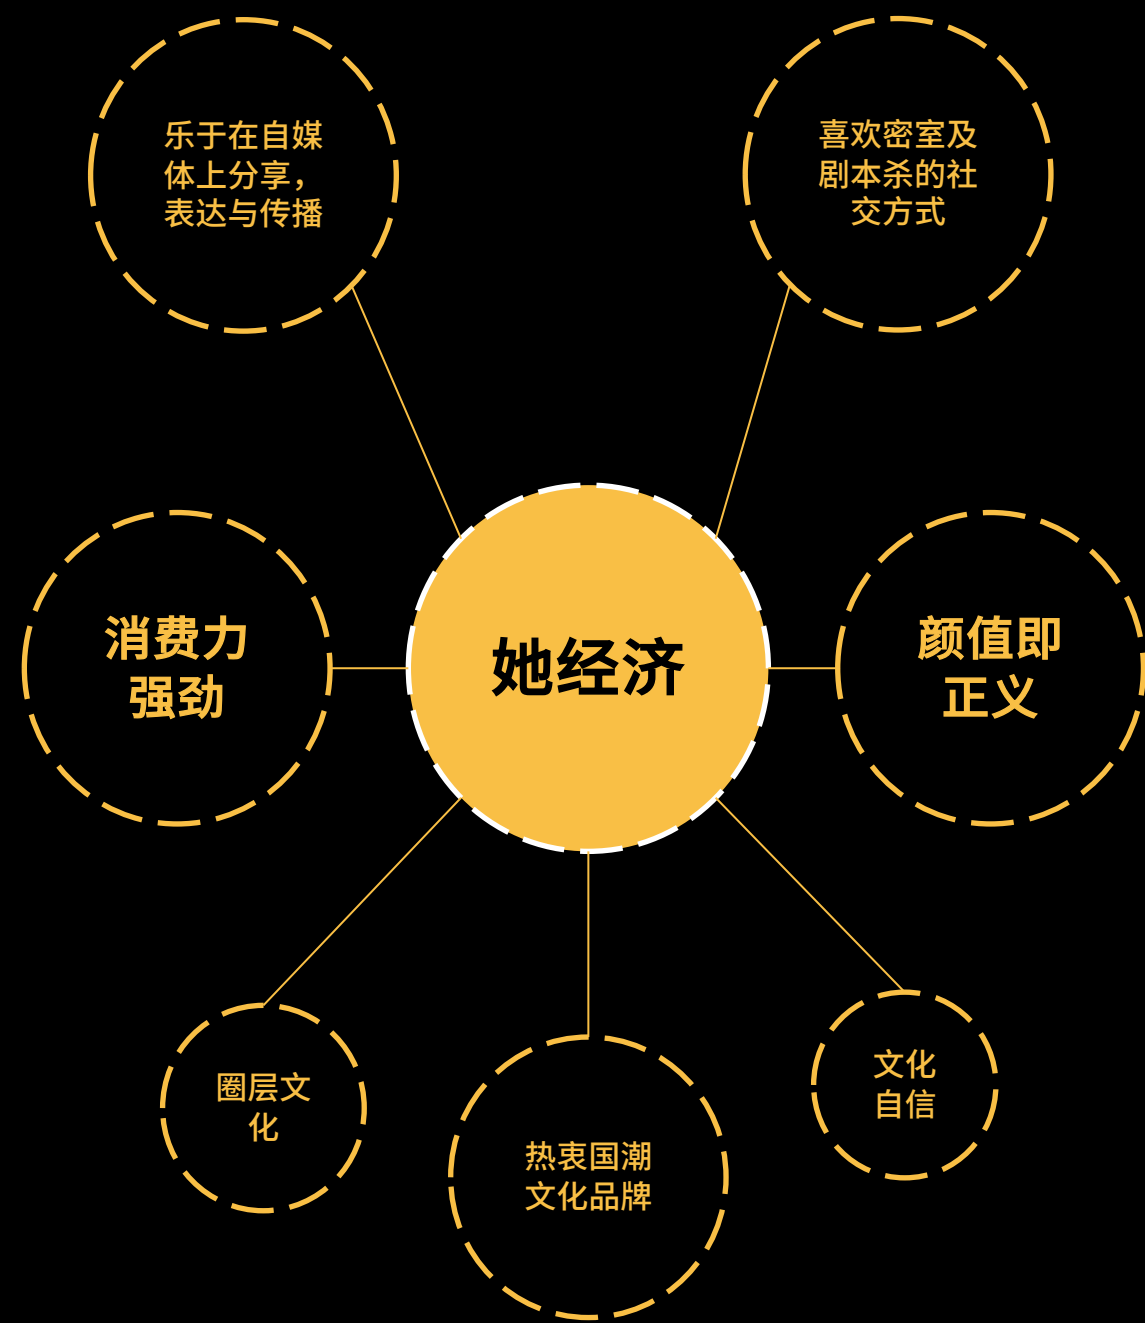 乐于在自媒
体上分享，
表达与传播
喜欢密室及
剧本杀的社
交方式
消费力
强劲
她经济
颜值即
正义
圈层文
化
热衷国潮
文化品牌
文化
自信